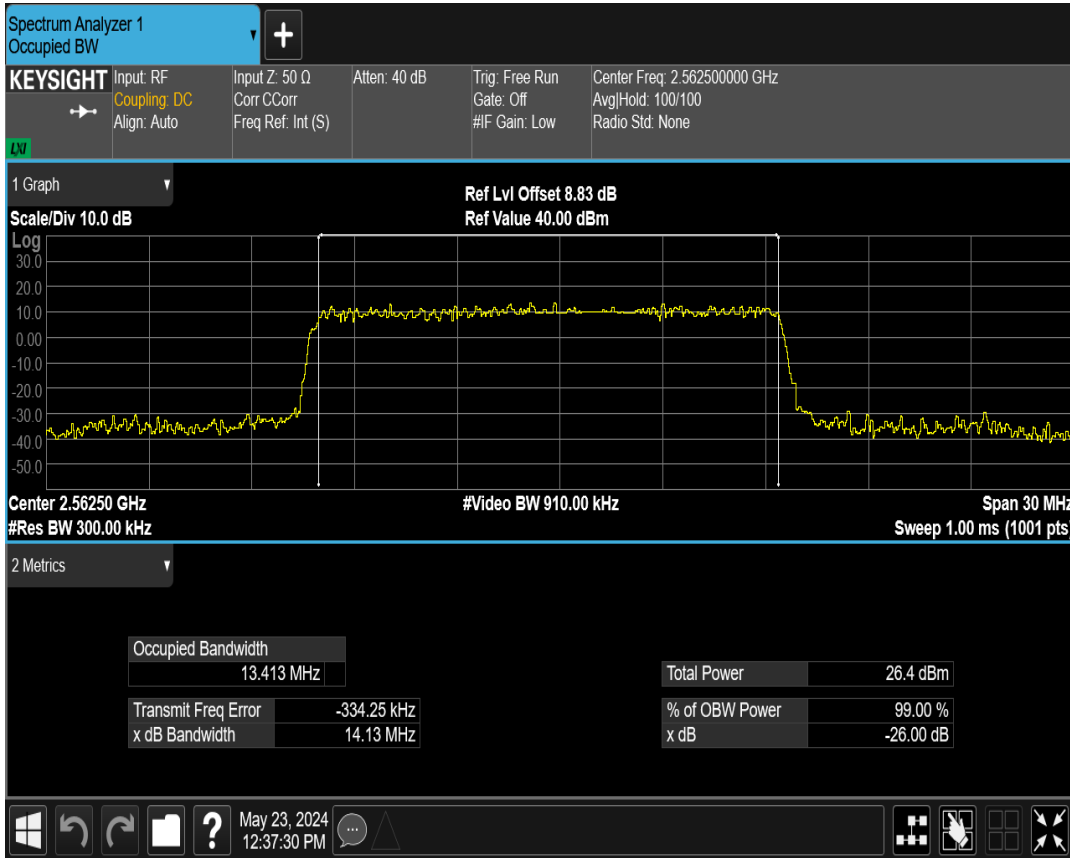 Spectrum Analyzer 1
Occupied BW
KEYSIGHT
LXI
Input: RF
Coupling: DC
Align: Auto
Input Z: 50 Ω
Corr CCorr
Freq Ref: Int (S)
Atten: 40 dB
Trig: Free Run
Gate: Off
#IF Gain: Low
Center Freq: 2.562500000 GHz
Avg|Hold: 100/100
Radio Std: None
1 Graph
Scale/Div 10.0 dB
Ref Lvl Offset 8.83 dB
Ref Value 40.00 dBm
Log
30.0
20.0
10.0
0.00
-10.0
-20.0
-30.0
-40.0
-50.0
Center 2.56250 GHz
#Video BW 910.00 kHz
Span 30 MHz
#Res BW 300.00 kHz
Sweep 1.00 ms (1001 pts)
2 Metrics
Occupied Bandwidth
13.413 MHz
Total Power 26.4 dBm
Transmit Freq Error -334.25 kHz
% of OBW Power 99.00 %
x dB Bandwidth 14.13 MHz
x dB -26.00 dB
?
May 23, 2024
12:37:30 PM